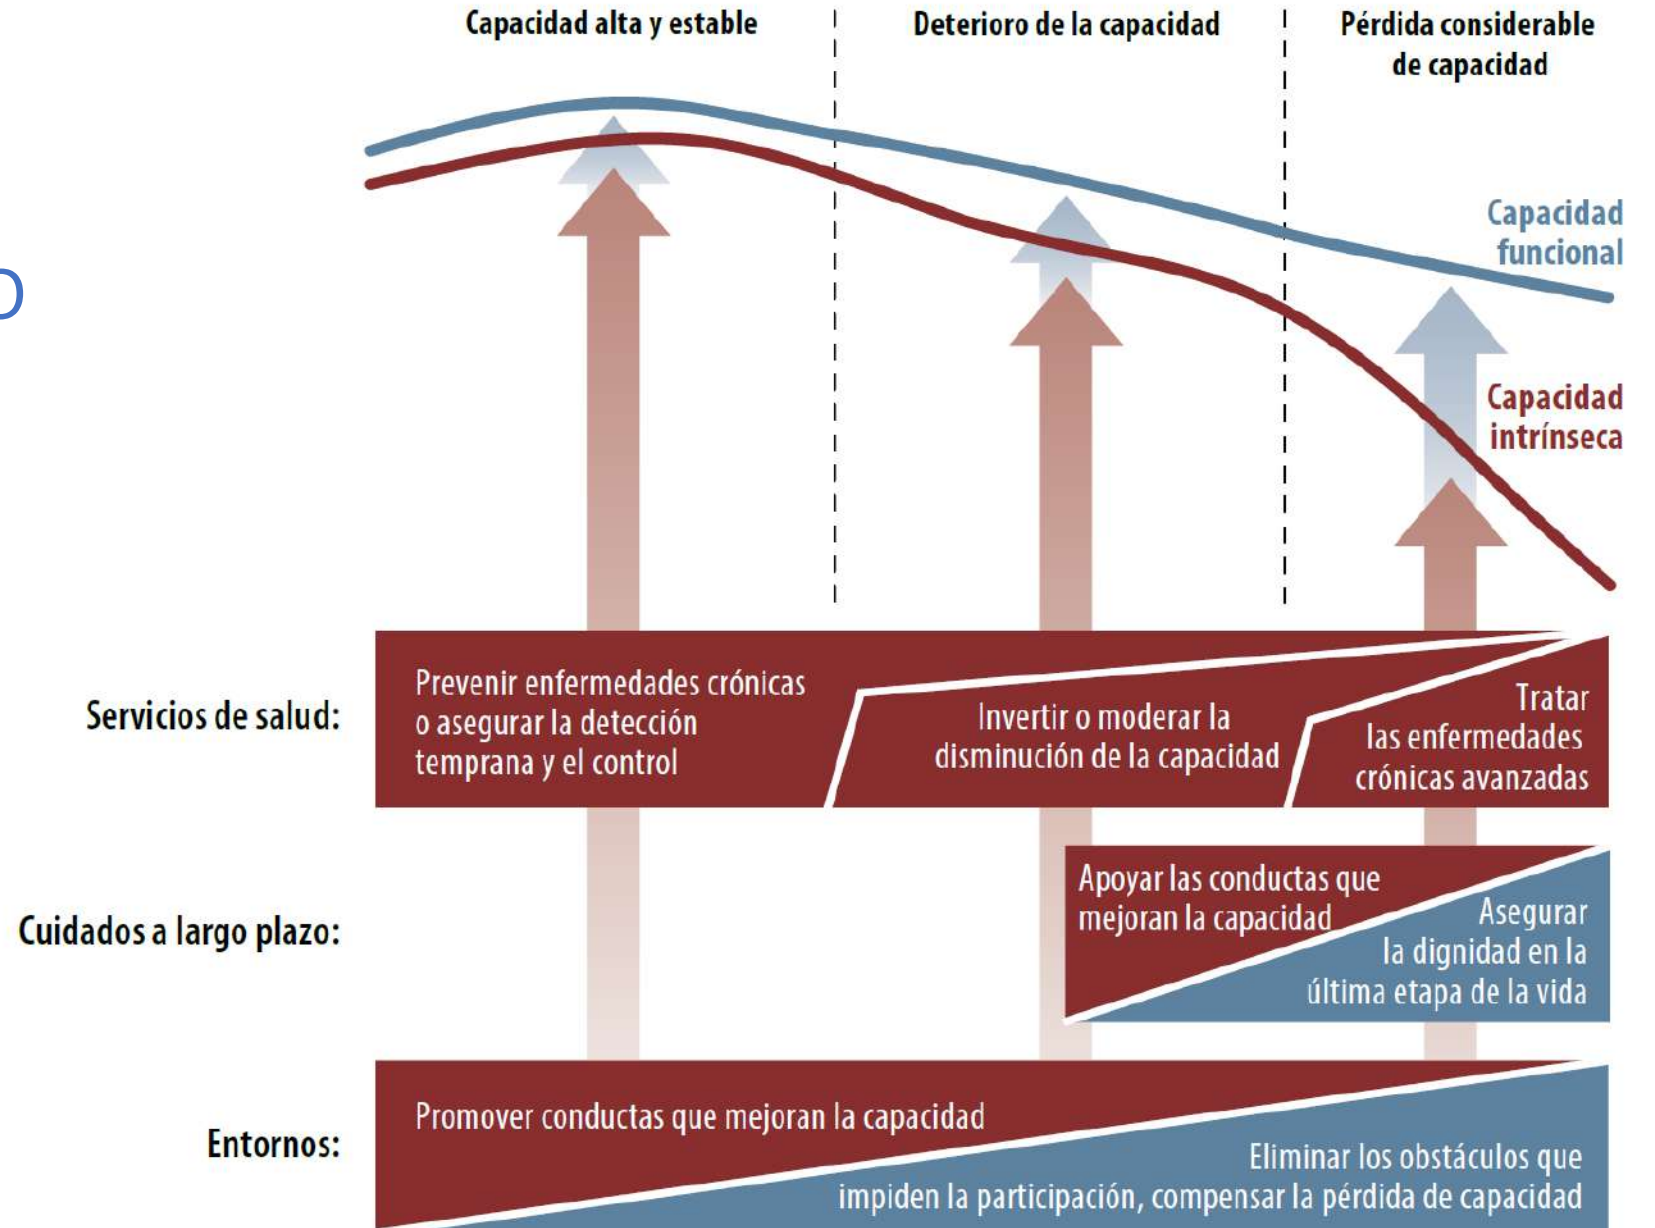 Capacidad alta y estable
Deterioro de la capacidad
Pérdida considerable
de capacidad
Capacidad
funcional
Capacidad
intrínseca
Servicios de salud:
Prevenir enfermedades crónicas
o asegurar la detección
temprana y el control
Invertir o moderar la
disminución de la capacidad
Tratar
las enfermedades
crónicas avanzadas
Cuidados a largo plazo:
Apoyar las conductas que
mejoran la capacidad
Asegurar
la dignidad en la
última etapa de la vida
Entornos:
Promover conductas que mejoran la capacidad
Eliminar los obstáculos que
impiden la participación, compensar la pérdida de capacidad